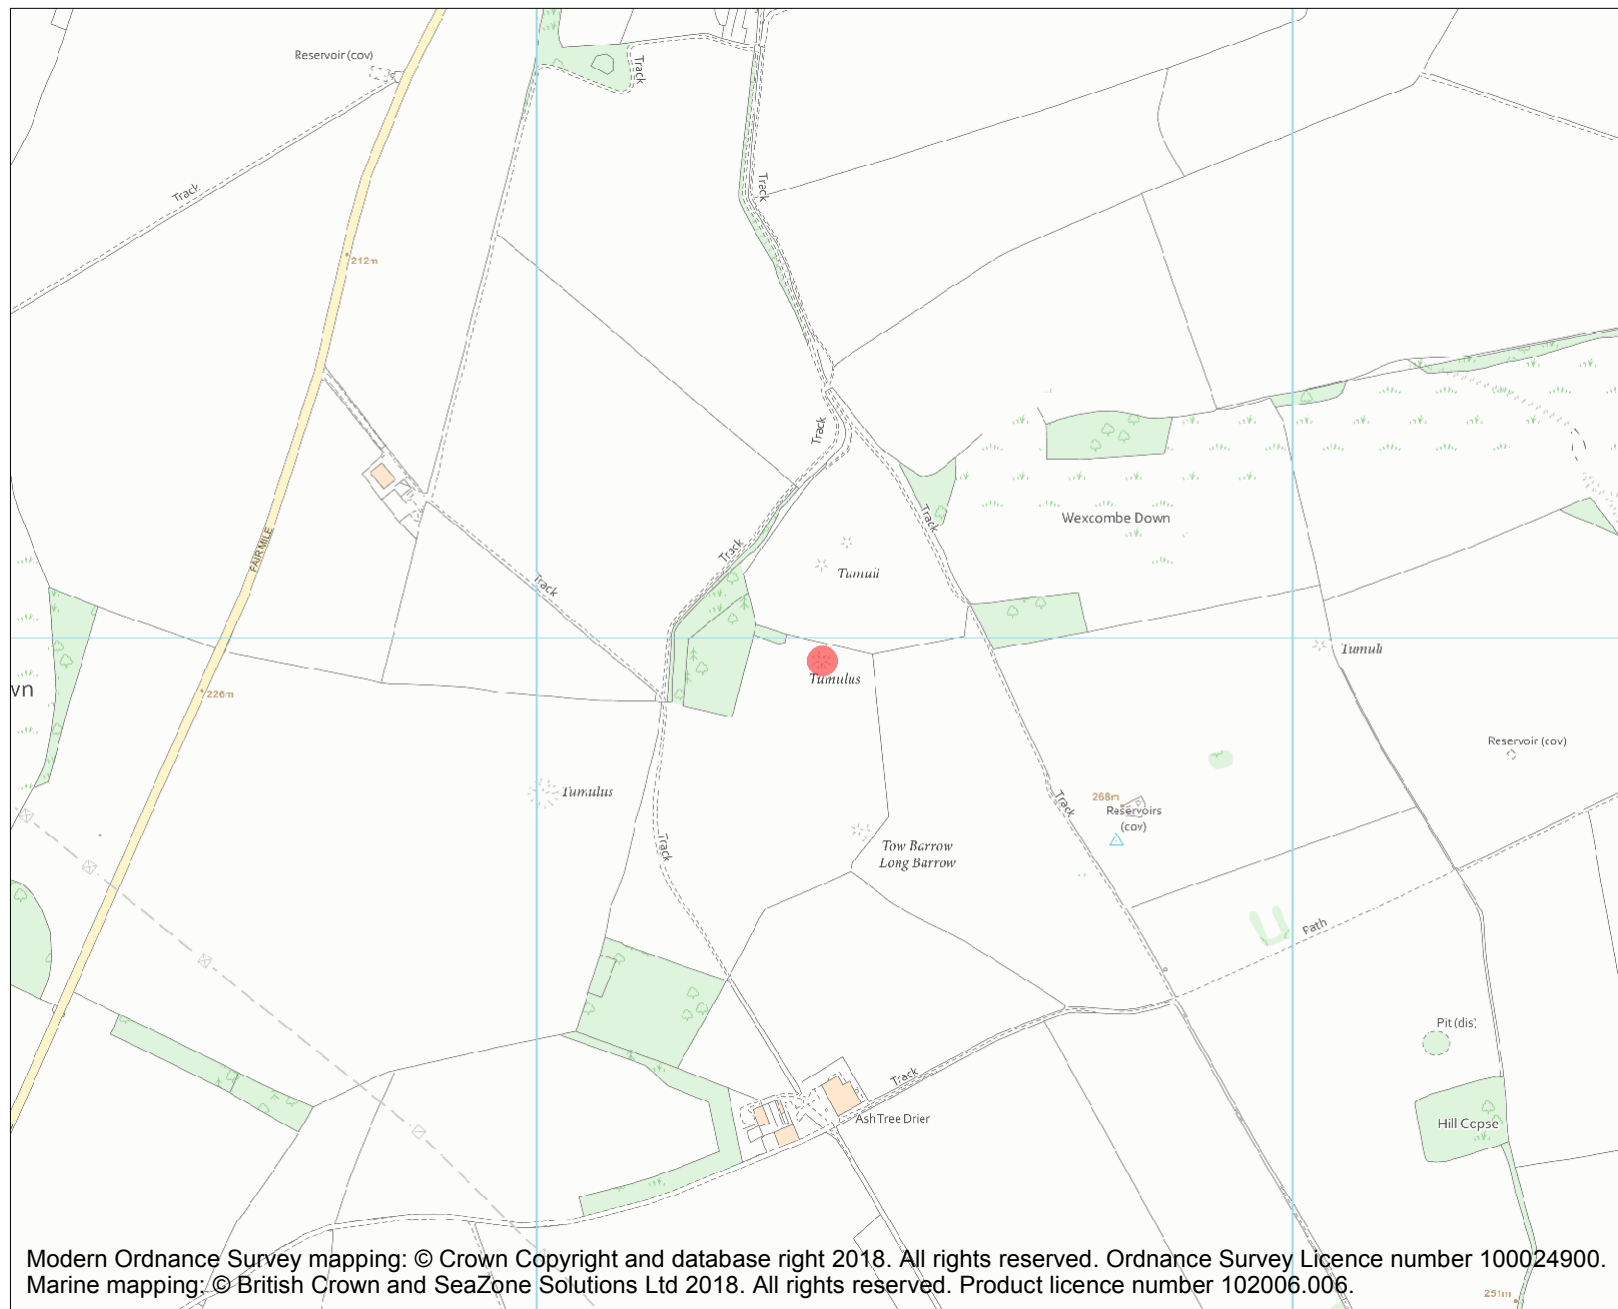 Reservoir (cov)
Track
Track
Track
212m
Track
Track
Wexcombe Down
FAIR MILE
Track
Track
Tumuli
Track
Tumuli
Tumulus
vn
226m
Reservoir (cov)
Tumulus
268m
Reservoirs
(cov)
Track
Track
Tow Barrow
Long Barrow
Path
Pit (dis)
Track
Ash Tree Drier
Hill Copse
Modern Ordnance Survey mapping: © Crown Copyright and database right 2018. All rights reserved. Ordnance Survey Licence number 100024900.
Marine mapping: © British Crown and SeaZone Solutions Ltd 2018. All rights reserved. Product licence number 102006.006.
251m